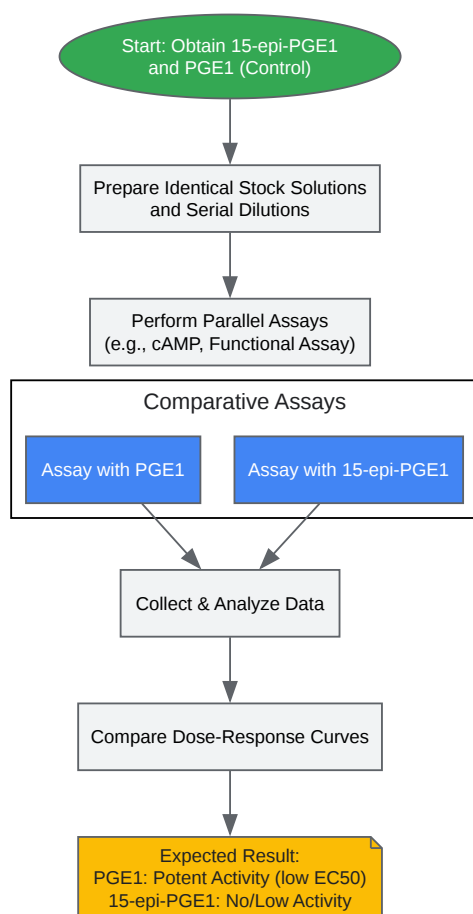 Start: Obtain 15-epi-PGE1
and PGE1 (Control)
Prepare Identical Stock Solutions
and Serial Dilutions
Perform Parallel Assays
(e.g., cAMP, Functional Assay)
Comparative Assays
Assay with PGE1
Assay with 15-epi-PGE1
Collect & Analyze Data
Compare Dose-Response Curves
Expected Result:
PGE1: Potent Activity (low EC50)
15-epi-PGE1: No/Low Activity